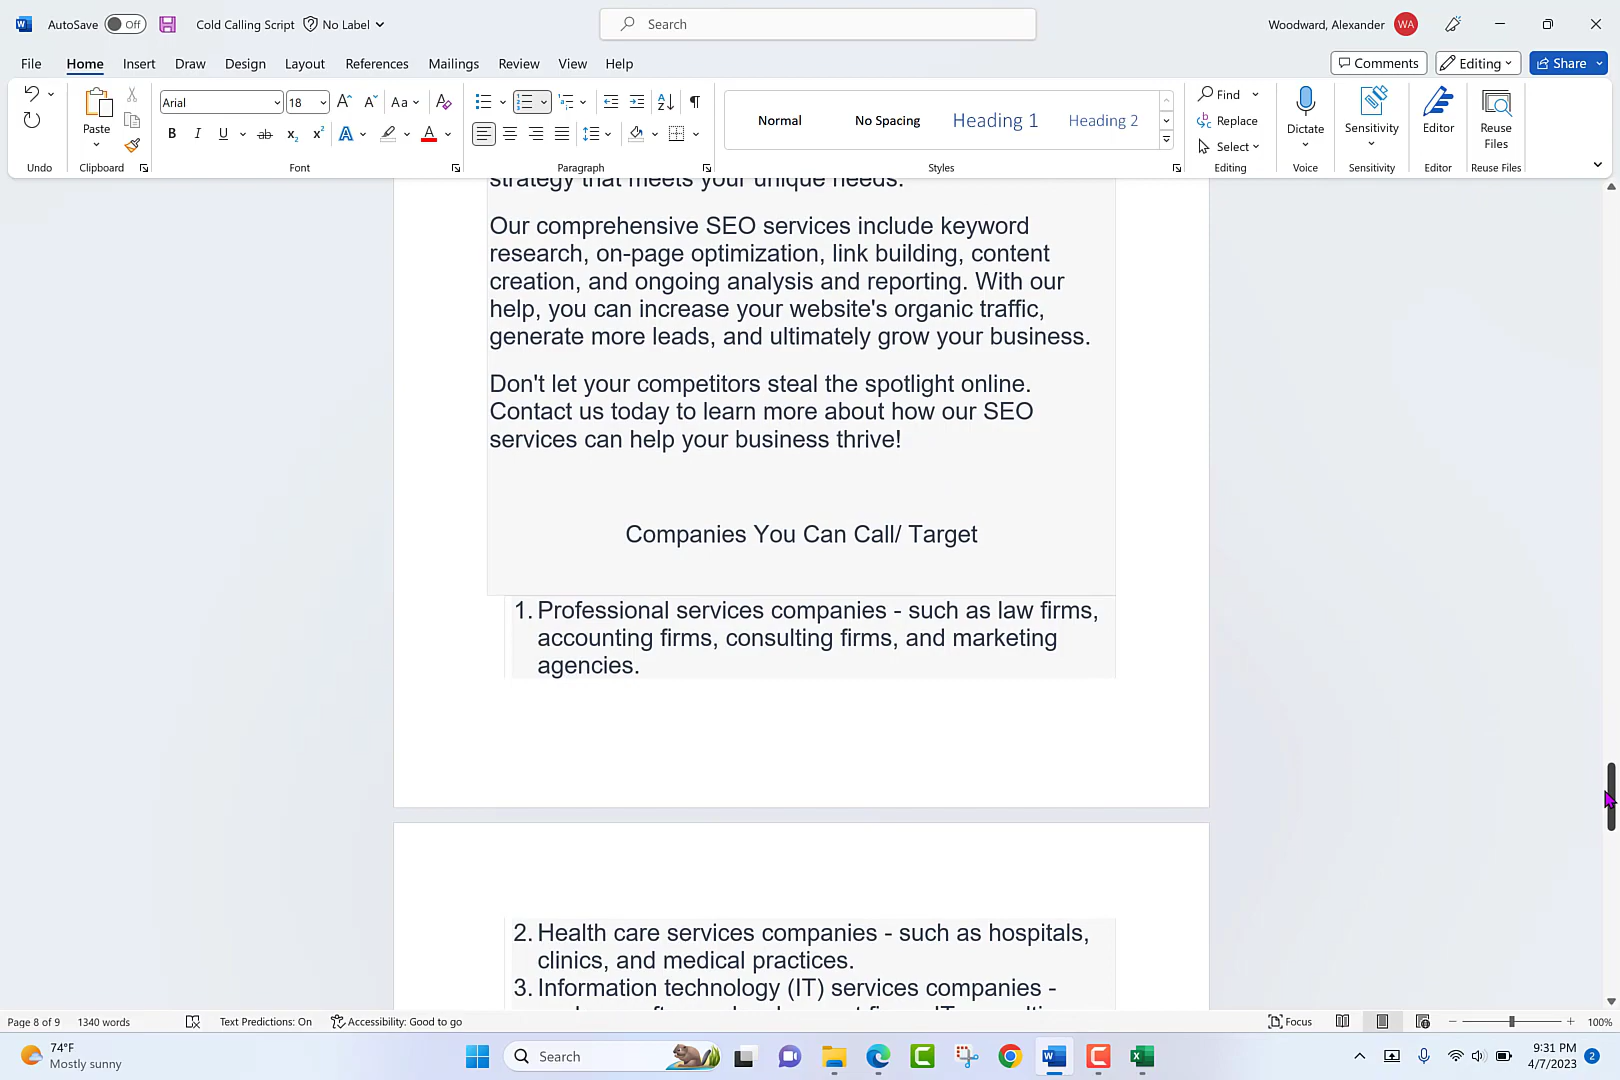 AutoSave Off Cold Calling Script No Label Search Woodward, Alexander WA
File Home Insert Draw Design Layout References Mailings Review View Help Comments Editing Share
Arial 18 Aa
Paste
Undo Clipboard Font Paragraph
Normal No Spacing Heading 1 Heading 2
Styles
Find
Replace
Select
Editing
Dictate
Voice
Sensitivity
Sensitivity
Editor
Editor
Reuse
Files
Reuse Files
strategy that meets your unique needs.
Our comprehensive SEO services include keyword
research, on-page optimization, link building, content
creation, and ongoing analysis and reporting. With our
help, you can increase your website's organic traffic,
generate more leads, and ultimately grow your business.
Don't let your competitors steal the spotlight online.
Contact us today to learn more about how our SEO
services can help your business thrive!
Companies You Can Call/ Target
1. Professional services companies - such as law firms,
accounting firms, consulting firms, and marketing
agencies.
2. Health care services companies - such as hospitals,
clinics, and medical practices.
3. Information technology (IT) services companies -
Page 8 of 9 1340 words Text Predictions: On Accessibility: Good to go Focus 100%
74°F
Mostly sunny
Search
9:31 PM
4/7/2023
2